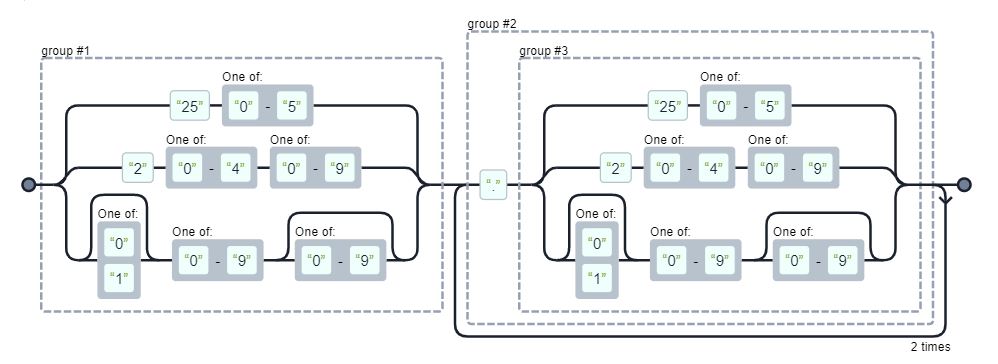 group #2
group #1
group #3
One of:
One of:
“25” “0” - “5”
“25” “0” - “5”
One of: One of:
One of: One of:
“2” “0” - “4” “0” - “9”
“.”
“2” “0” - “4” “0” - “9”
One of:
One of:
“0”
“0”
One of: One of:
One of: One of:
“0” - “9” “0” - “9”
“0” - “9” “0” - “9”
“1”
“1”
2 times